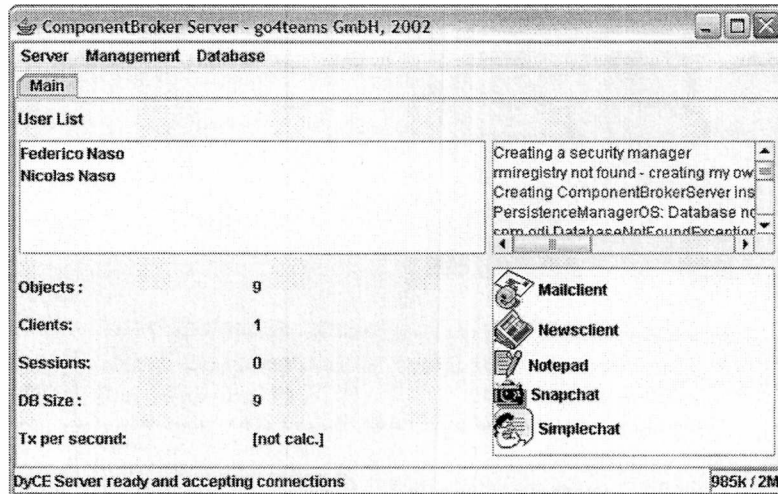 ComponentBroker Server - go4teams GmbH, 2002
Server Management Database
Main
User List
Federico Naso
Nicolas Naso
Creating a security manager
rmiregistry not found - creating my ow
Creating ComponentBrokerServer ins
PersistenceManagerOS: Database no
com.odi.DatabaseNotFoundException
Objects : 9
Clients: 1
Sessions: 0
DB Size : 9
Tx per second: [not calc.]
Mailclient
Newsclient
Notepad
Snapchat
Simplechat
DyCE Server ready and accepting connections
985k / 2M